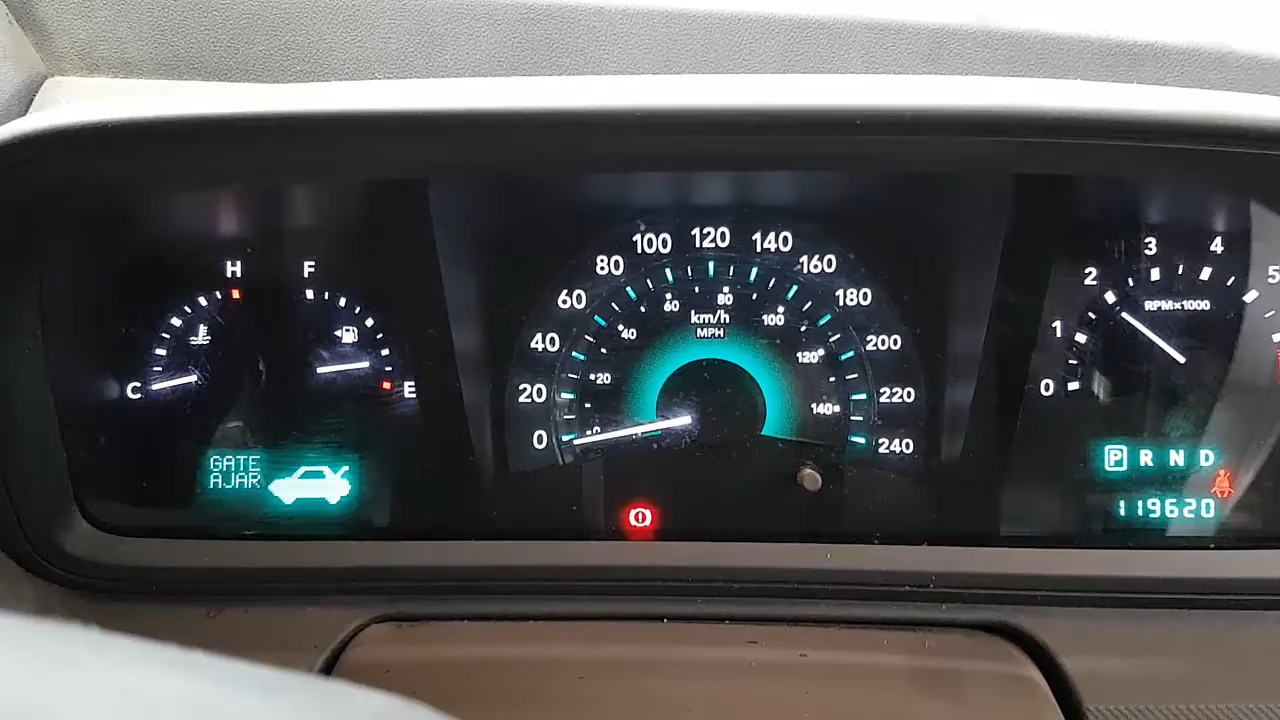 H F
C E
GATE
AJAR
0 20 40 60 80 100 120 140 160 180 200 220 240
0 20 40 60 80 100 120 140
km/h
MPH
0 1 2 3 4 5
RPM×1000
P R N D
119620